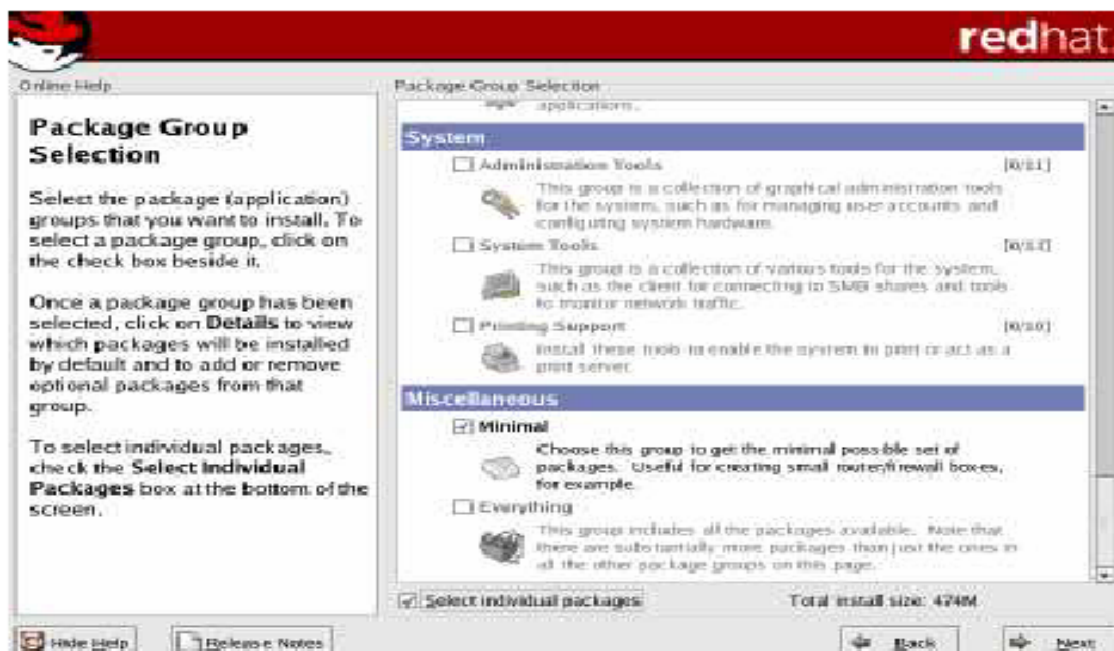 redhat
Online Help
Package Group Selection
Package Group
Selection
Select the package (application)
groups that you want to install. To
select a package group, click on
the check box beside it.
Once a package group has been
selected, click on Details to view
which packages will be installed
by default and to add or remove
optional packages from that
group.
To select individual packages,
check the Select Individual
Packages box at the bottom of the
screen.
applications.
System
Administration Tools
This group is a collection of graphical administration tools
for the system, such as for managing user accounts and
configuring system hardware.
System Tools
This group is a collection of various tools for the system,
such as the client for connecting to SMB shares and tools
to monitor network traffic.
Printing Support
Install these tools to enable the system to print or act as a
print server.
Miscellaneous
Minimal
Choose this group to get the minimal possible set of
packages. Useful for creating small router/firewall boxes,
for example.
Everything
This group includes all the packages available. Note that
there are substantially more packages than just the ones in
all the other package groups on this page.
Select individual packages
Total install size: 474M
Hide Help
Release Notes
Back
Next